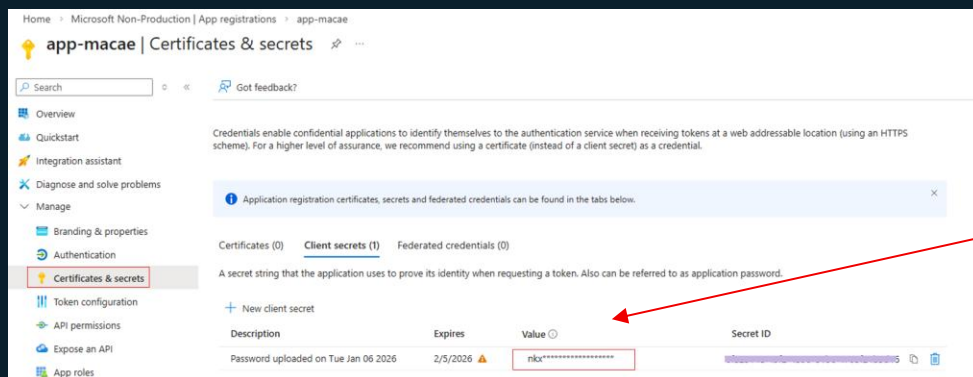 Home > Microsoft Non-Production | App registrations > app-macae
app-macae | Certificates & secrets
Search
Got feedback?
Overview
Quickstart
Integration assistant
Diagnose and solve problems
Manage
Branding & properties
Authentication
Certificates & secrets
Token configuration
API permissions
Expose an API
App roles
Credentials enable confidential applications to identify themselves to the authentication service when receiving tokens at a web addressable location (using an HTTPS
scheme). For a higher level of assurance, we recommend using a certificate (instead of a client secret) as a credential.
Application registration certificates, secrets and federated credentials can be found in the tabs below.
Certificates (0) Client secrets (1) Federated credentials (0)
A secret string that the application uses to prove its identity when requesting a token. Also can be referred to as application password.
New client secret
Description Expires Value Secret ID
Password uploaded on Tue Jan 06 2026 2/5/2026 nkx******************